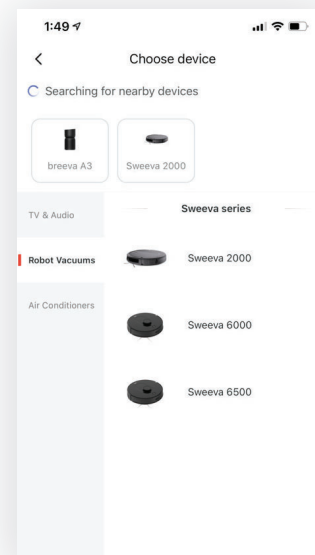 1:49
Choose device
Searching for nearby devices
breeva A3
Sweeva 2000
TV & Audio
Robot Vacuums
Air Conditioners
Sweeva series
Sweeva 2000
Sweeva 6000
Sweeva 6500